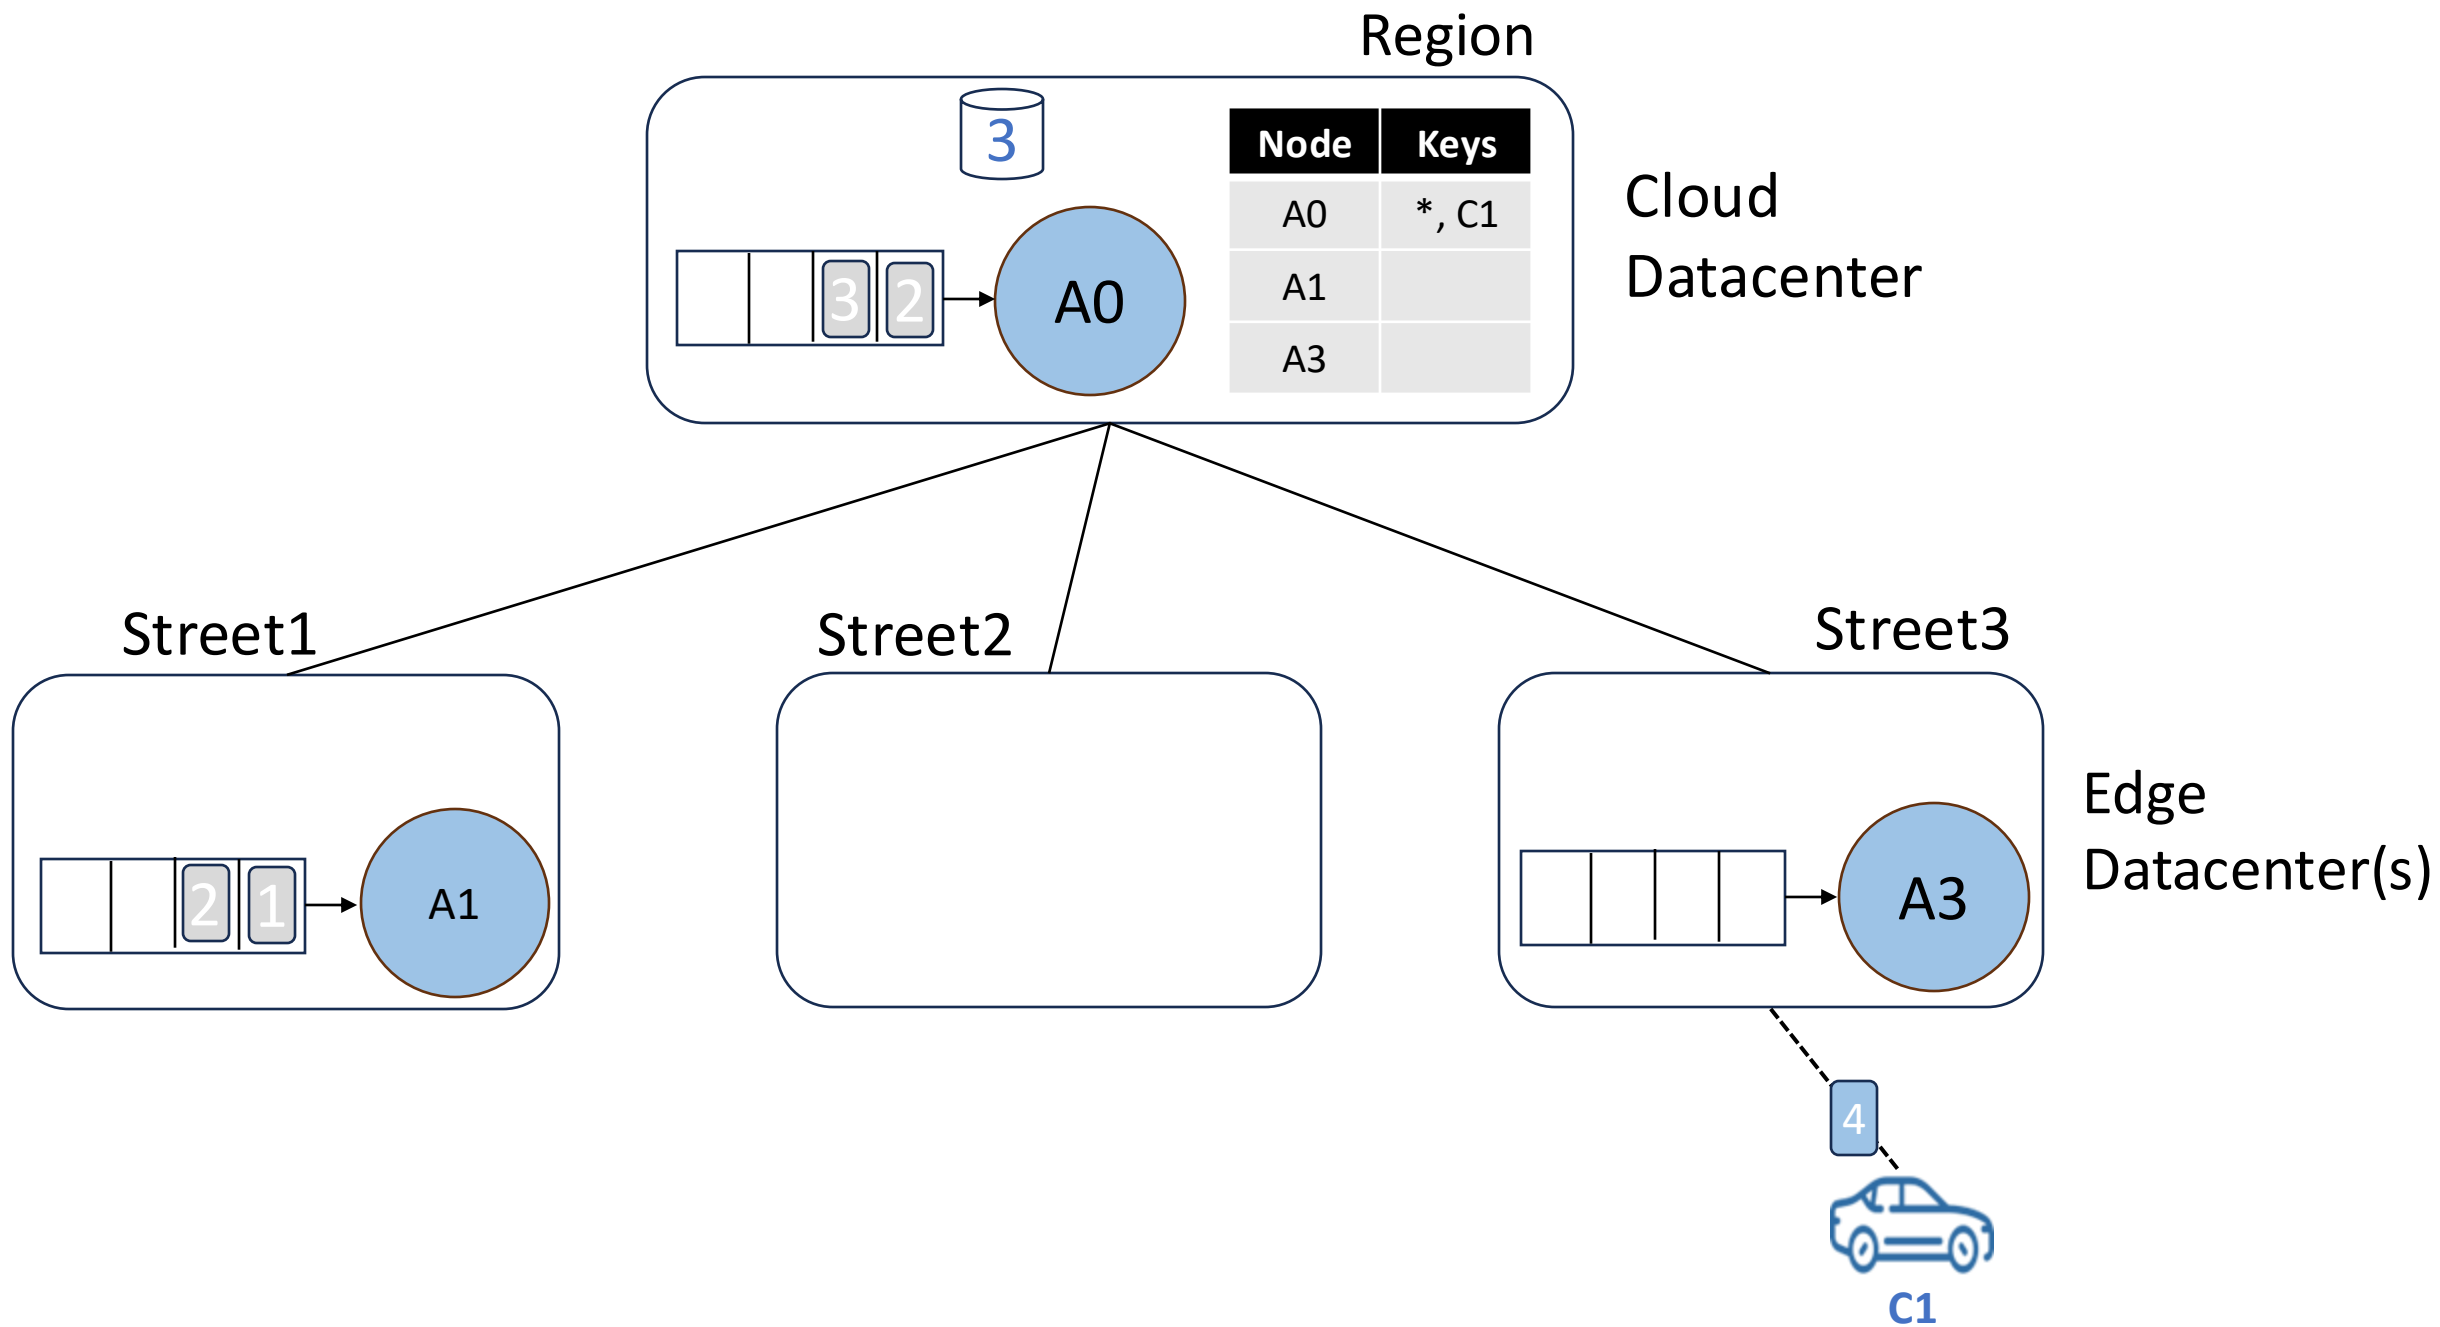 Region
3
Node Keys
A0 *, C1
A1
A3
3 2
A0
Cloud
Datacenter
Street1
Street2
Street3
2 1
A1
A3
Edge
Datacenter(s)
4
C1